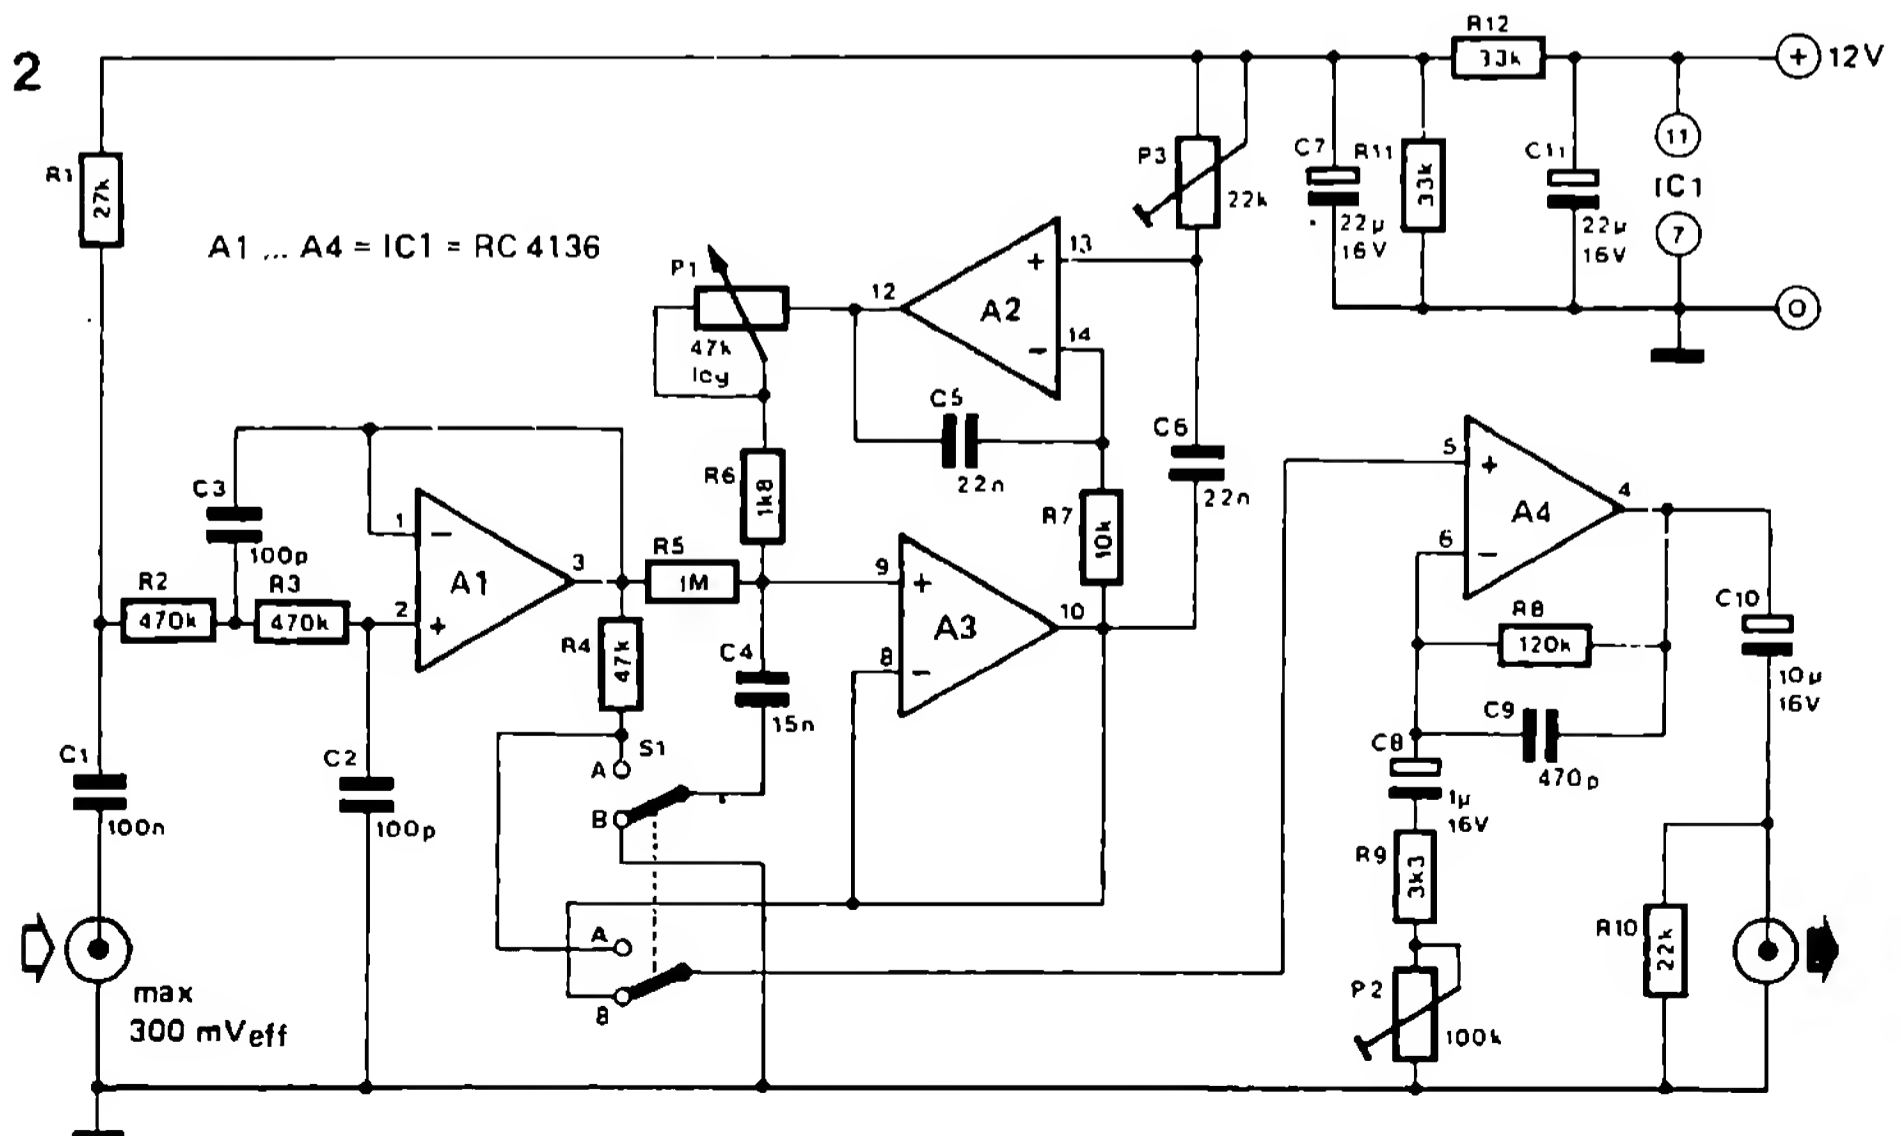 2
R12
33k
+
12V
R1
27k
A1 ... A4 = IC1 = RC 4136
P3
22k
C7
22µ
16V
R11
33k
C11
22µ
16V
11
IC1
7
0
P1
47k
lcy
12
A2
+
13
−
14
C5
22n
C6
22n
R6
1k8
R7
10k
C3
100p
R2
470k
R3
470k
1
−
2
+
A1
3
R5
1M
R4
47k
C4
15n
9
+
8
−
A3
10
S1
A
B
A
B
C1
100n
C2
100p
max
300 mVeff
5
+
6
−
A4
4
R8
120k
C9
470p
C8
1µ
16V
R9
3k3
P2
100k
C10
10µ
16V
R10
22k